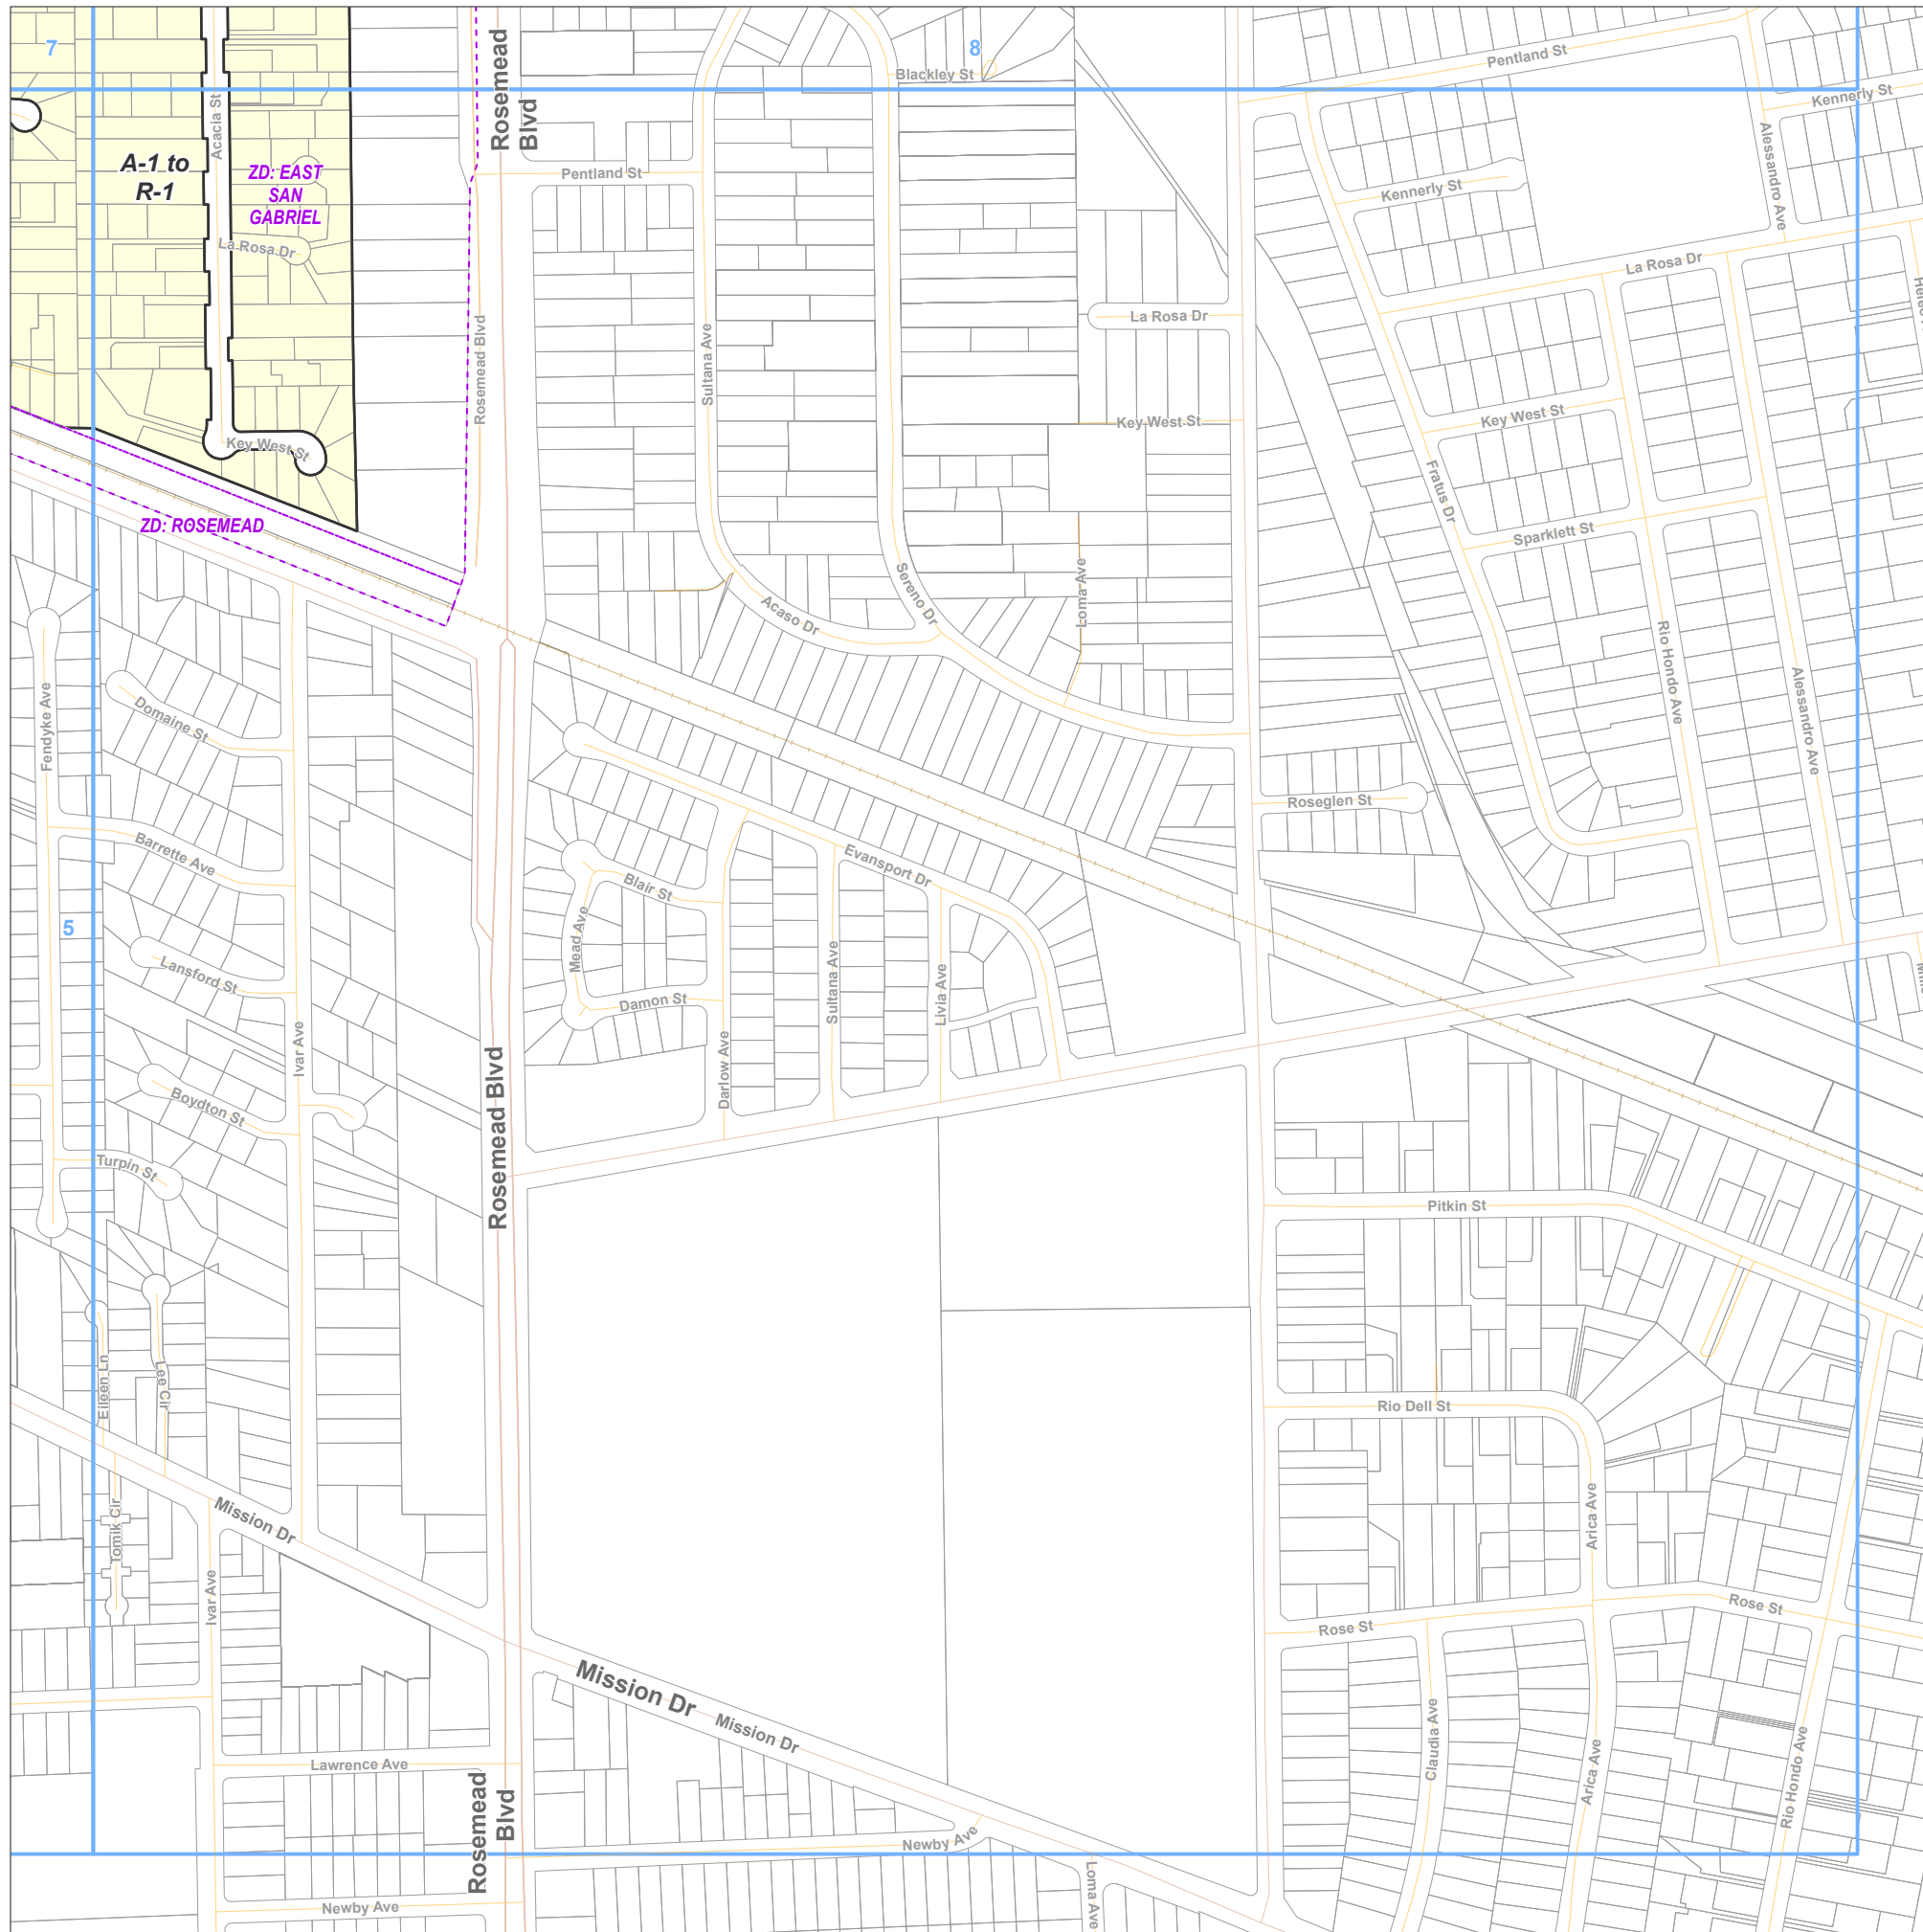 7
8
Rosemead
Blvd
Acacia St
A-1 to
R-1
ZD: EAST
SAN
GABRIEL
La Rosa Dr
Key West St
ZD: ROSEMEAD
Rosemead Blvd
Pentland St
Sultana Ave
Blackley St
Pentland St
Kennerly St
Alessandro Ave
Kennerly St
La Rosa Dr
La Rosa Dr
Key West St
Key West St
Fratus Dr
Sparklett St
Loma Ave
Sereno Dr
Acaso Dr
Rio Hondo Ave
Alessandro Ave
Fendyke Ave
Domaine St
Barrette Ave
5
Lansford St
Ivar Ave
Boydton St
Turpin St
Roseglen St
Evansport Dr
Blair St
Mead Ave
Damon St
Darlow Ave
Sultana Ave
Livia Ave
Rosemead Blvd
Pitkin St
Eileen Ln
Lee Cir
Rio Dell St
Arica Ave
Tomik Cir
Mission Dr
Ivar Ave
Rose St
Rose St
Mission Dr
Mission Dr
Claudia Ave
Arica Ave
Rio Hondo Ave
Lawrence Ave
Rosemead
Blvd
Newby Ave
Newby Ave
Loma Ave